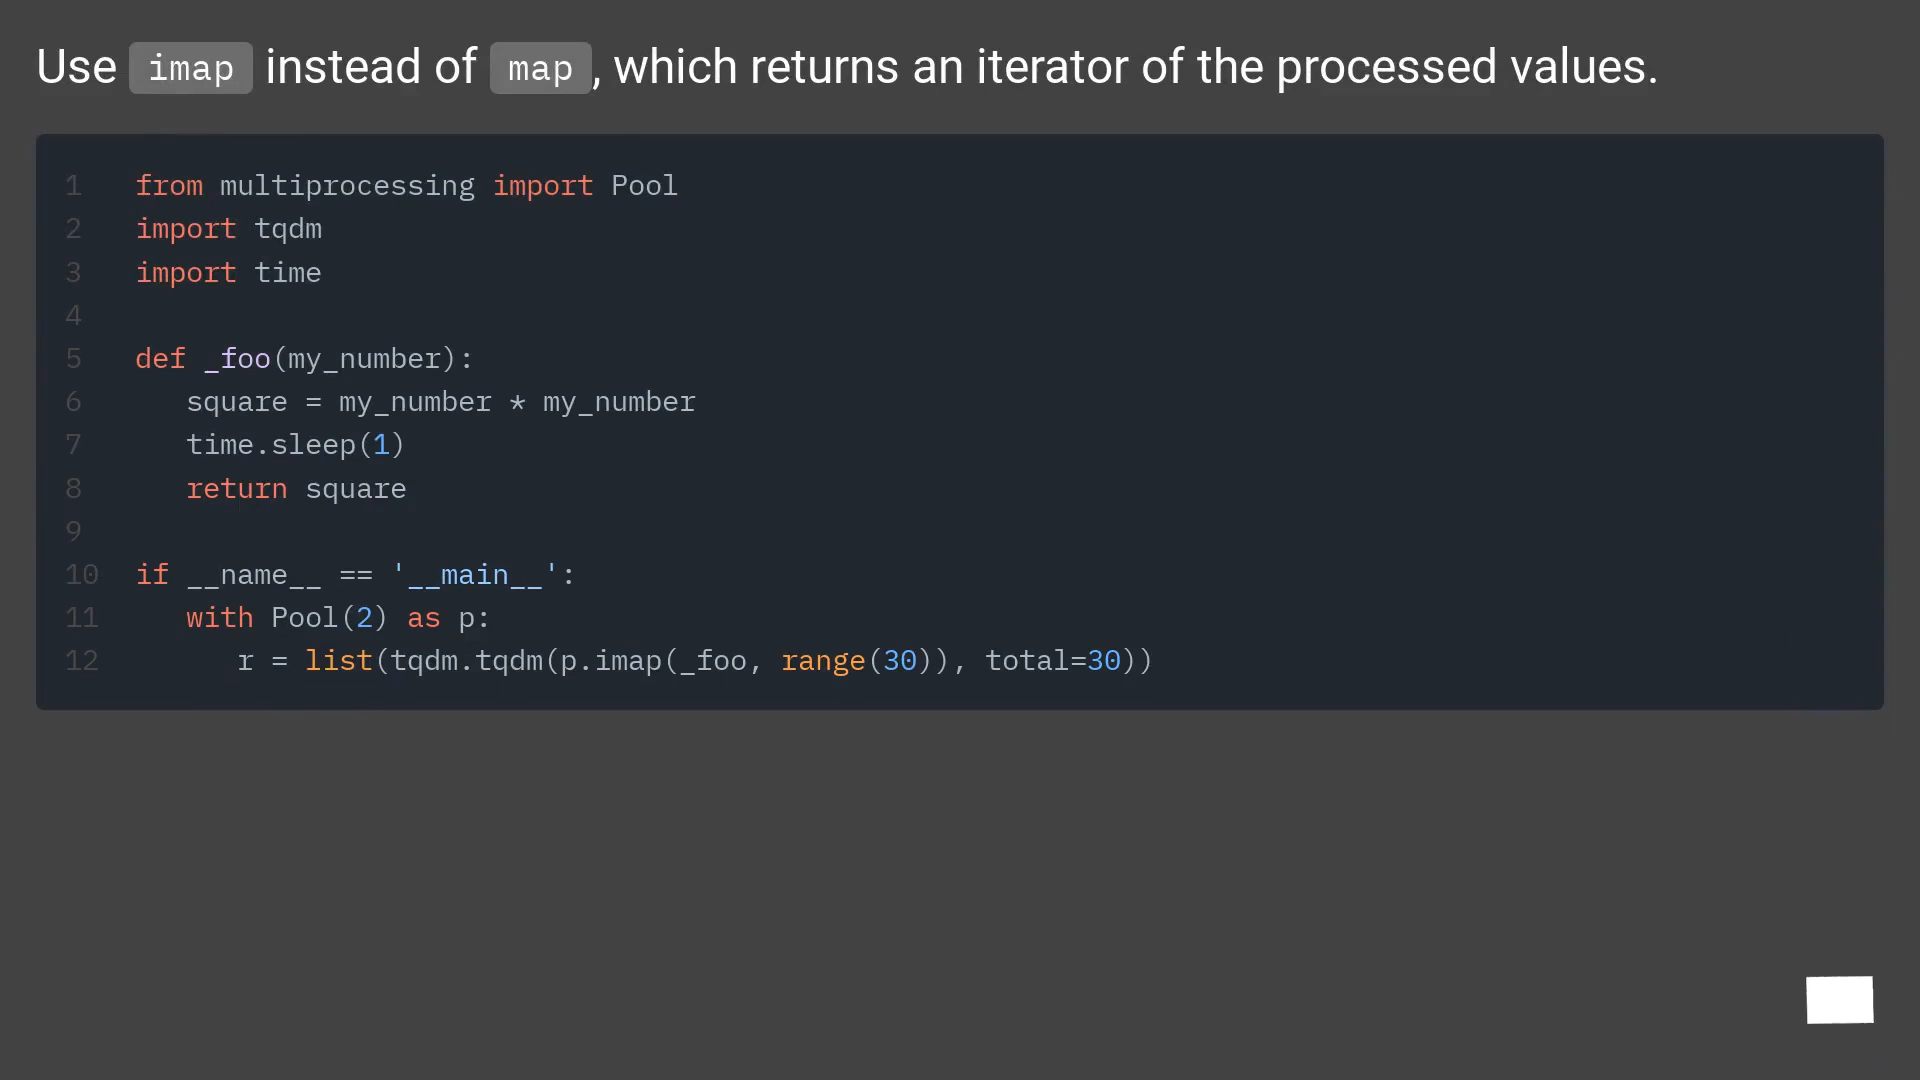 Use imap instead of map, which returns an iterator of the processed values.
1 from multiprocessing import Pool
2 import tqdm
3 import time
4
5 def _foo(my_number):
6    square = my_number * my_number
7    time.sleep(1)
8    return square
9
10 if __name__ == '__main__':
11    with Pool(2) as p:
12       r = list(tqdm.tqdm(p.imap(_foo, range(30)), total=30))